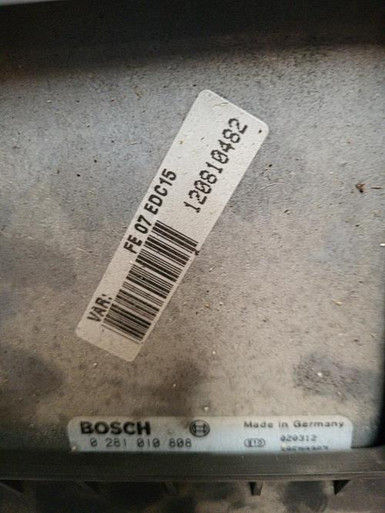 VAR: FE 07 EDC15
120810482
BOSCH Made in Germany
0 281 010 808 020312